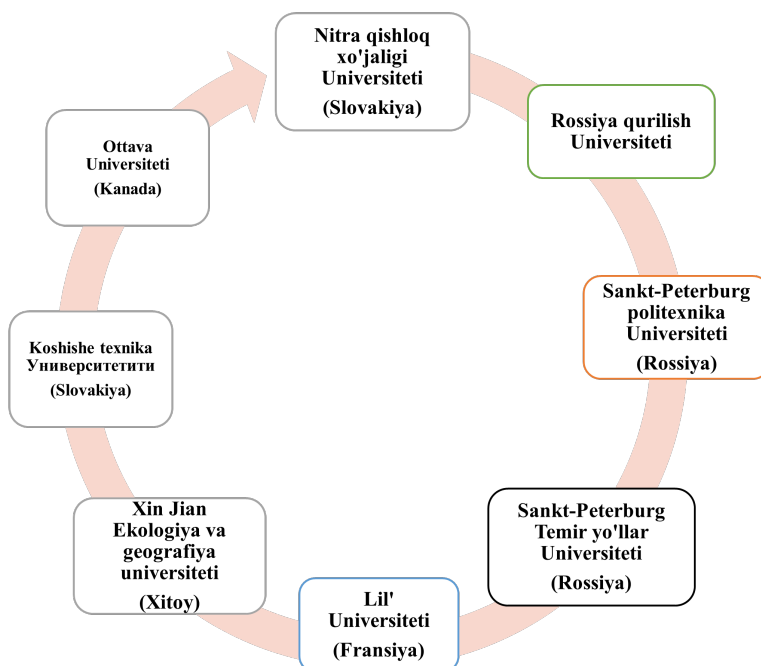 Nitra qishloq
xo'jaligi
Universiteti
(Slovakiya)
Rossiya qurilish
Universiteti
Sankt-Peterburg
politexnika
Universiteti
(Rossiya)
Sankt-Peterburg
Temir yo'llar
Universiteti
(Rossiya)
Lil'
Universiteti
(Fransiya)
Xin Jian
Ekologiya va
geografiya
universiteti
(Xitoy)
Koshishe texnika
Университетити
(Slovakiya)
Ottava
Universiteti
(Kanada)